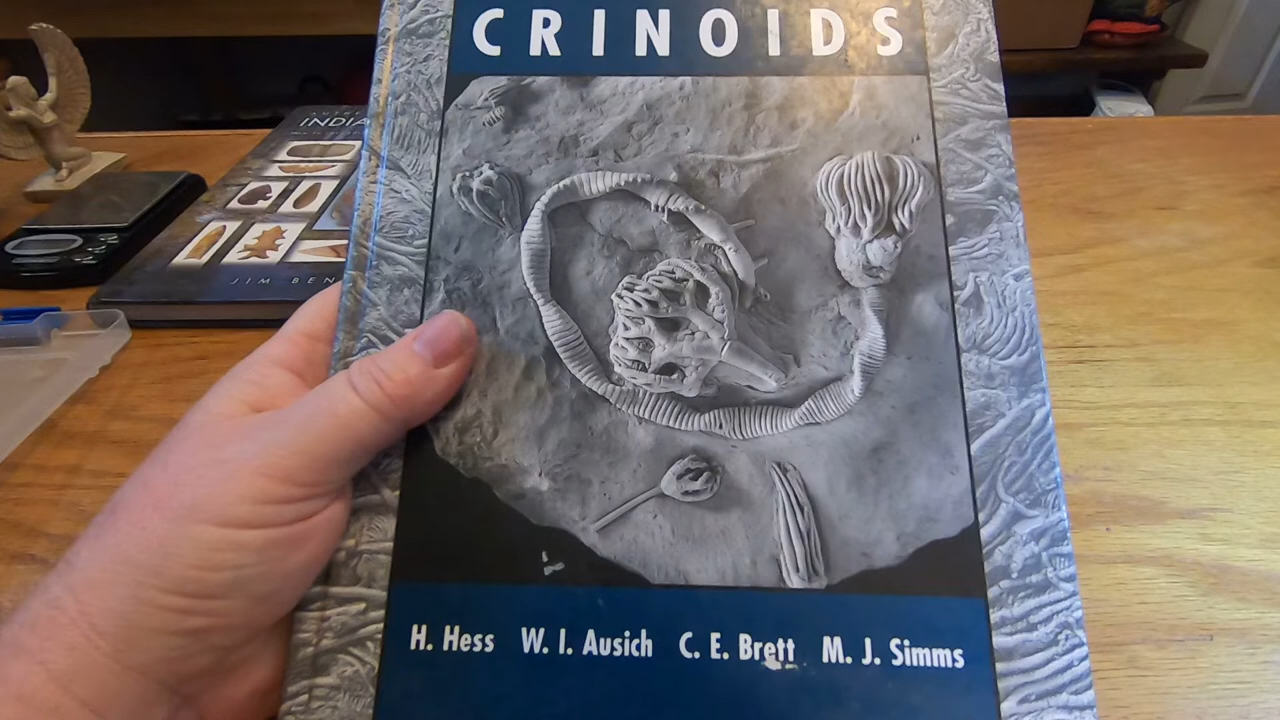 CRINOIDS
INDIA
JIM BEN
H. Hess W. I. Ausich C. E. Brett M. J. Simms